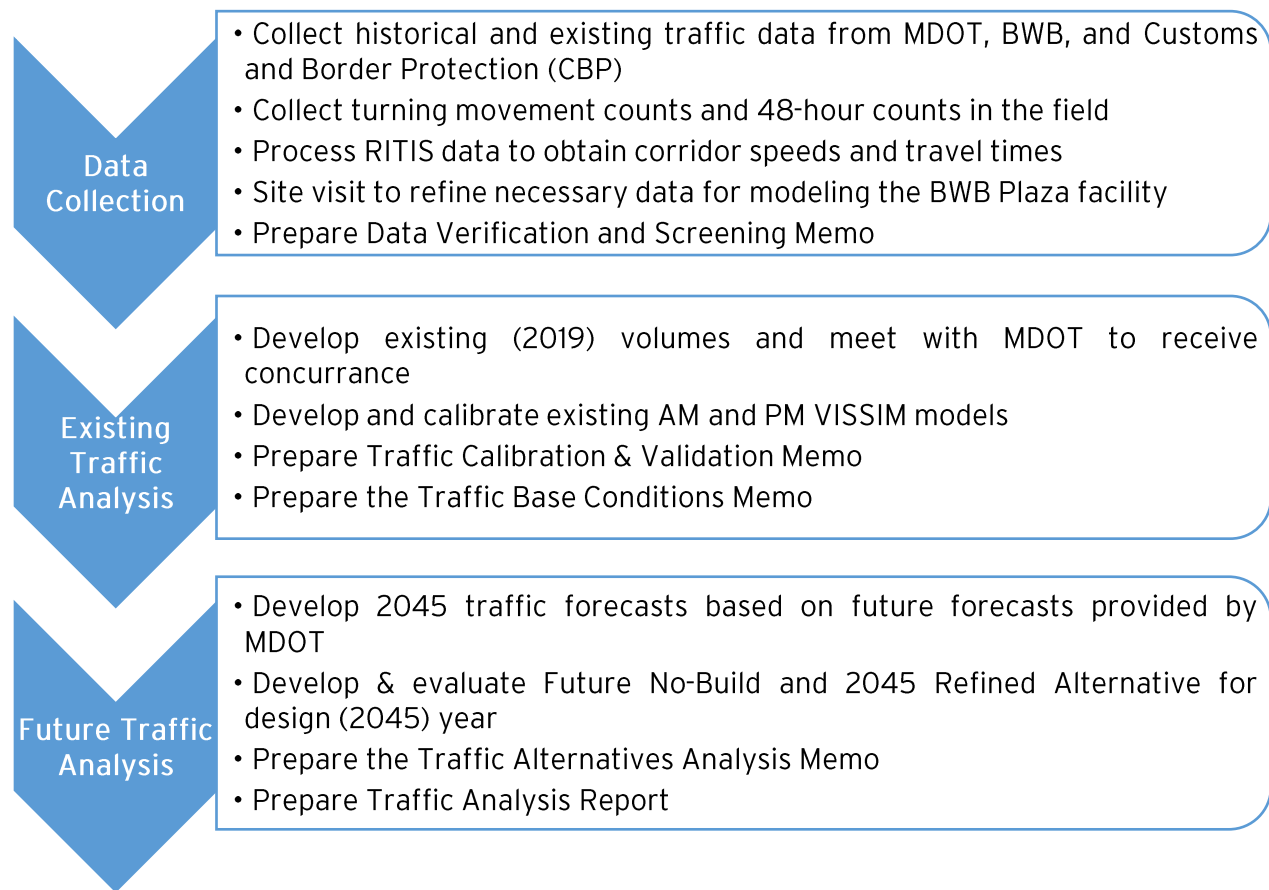 Data
Collection
• Collect historical and existing traffic data from MDOT, BWB, and Customs
and Border Protection (CBP)
• Collect turning movement counts and 48-hour counts in the field
• Process RITIS data to obtain corridor speeds and travel times
• Site visit to refine necessary data for modeling the BWB Plaza facility
• Prepare Data Verification and Screening Memo
Existing
Traffic
Analysis
• Develop existing (2019) volumes and meet with MDOT to receive
concurrance
• Develop and calibrate existing AM and PM VISSIM models
• Prepare Traffic Calibration & Validation Memo
• Prepare the Traffic Base Conditions Memo
Future Traffic
Analysis
• Develop 2045 traffic forecasts based on future forecasts provided by
MDOT
• Develop & evaluate Future No-Build and 2045 Refined Alternative for
design (2045) year
• Prepare the Traffic Alternatives Analysis Memo
• Prepare Traffic Analysis Report